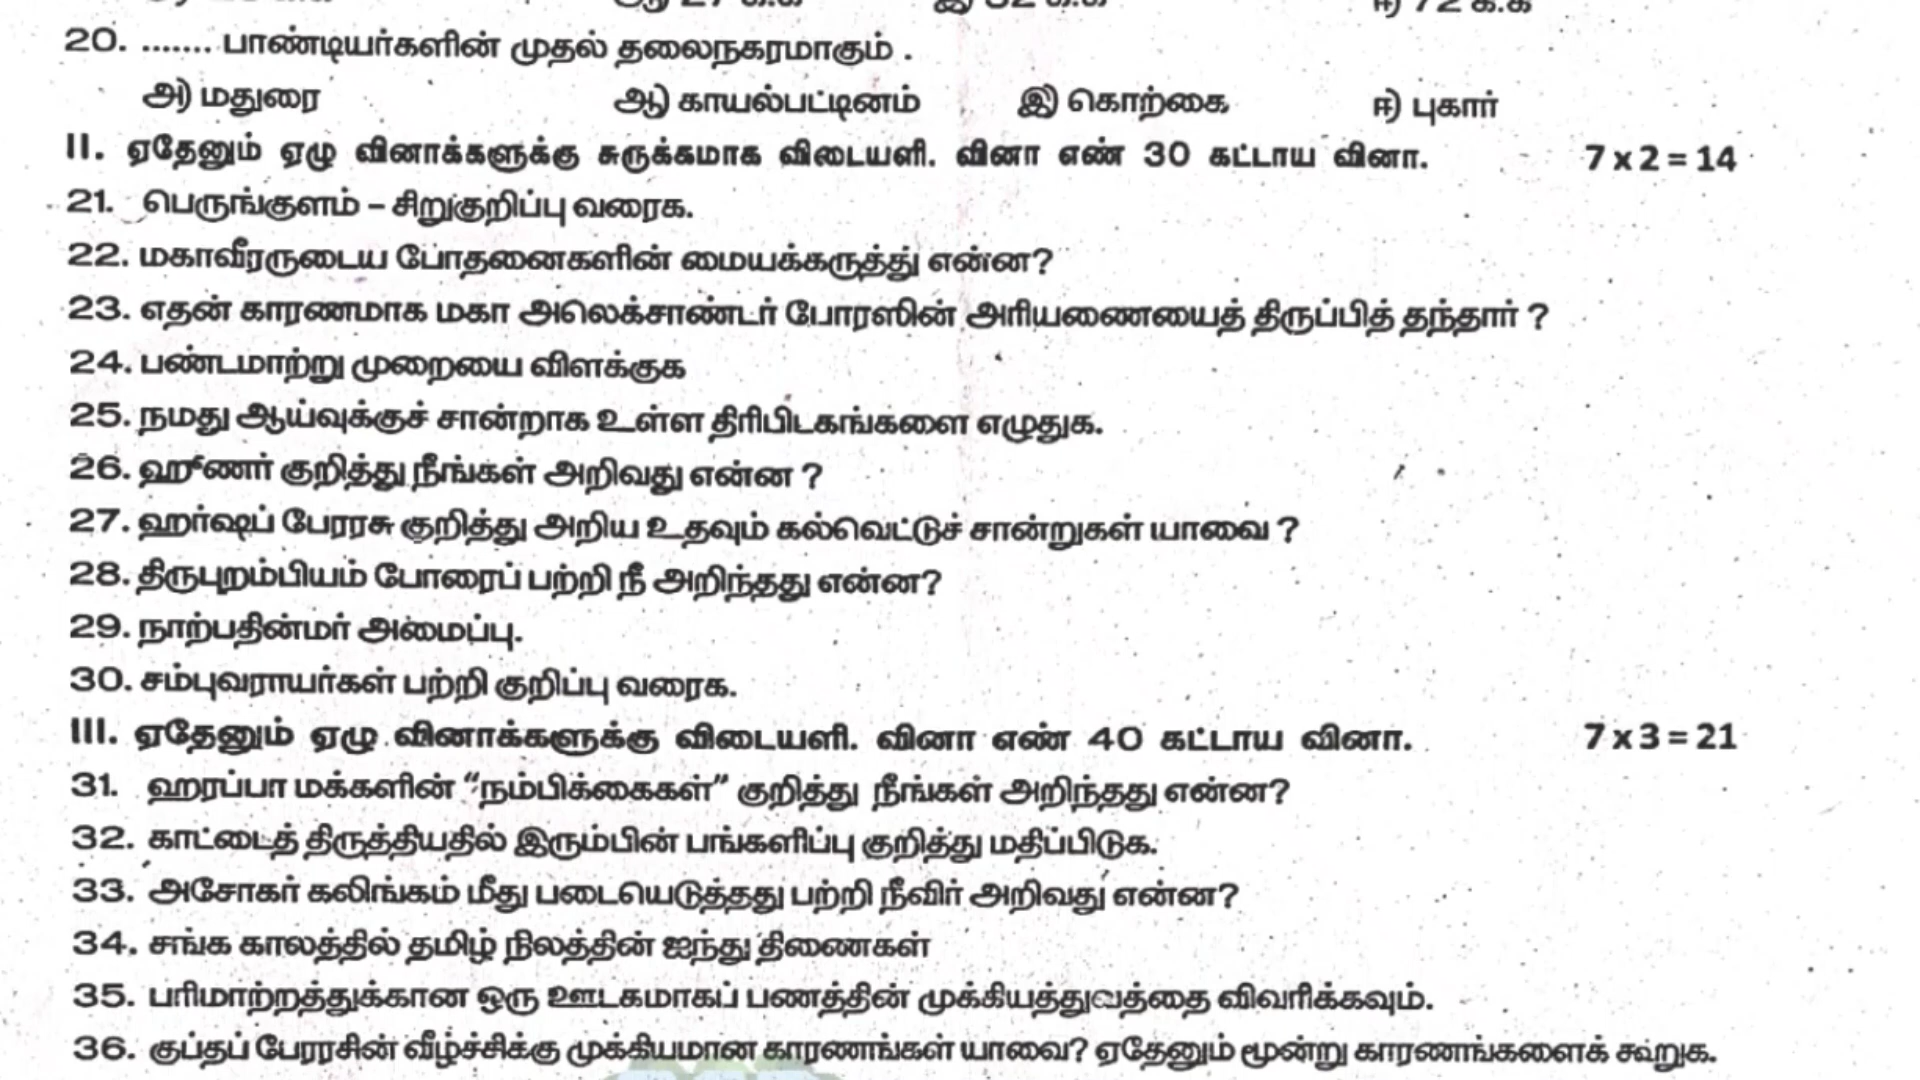 20. ....... பாண்டியர்களின் முதல் தலைநகரமாகும் .
அ) மதுரை ஆ) காயல்பட்டினம் இ) கொற்கை ஈ) புகார்
II. ஏதேனும் ஏழு வினாக்களுக்கு சுருக்கமாக விடையளி. வினா எண் 30 கட்டாய வினா. 7 x 2 = 14
21. பெருங்குளம் – சிறுகுறிப்பு வரைக.
22. மகாவீரருடைய போதனைகளின் மையக்கருத்து என்ன?
23. எதன் காரணமாக மகா அலெக்சாண்டர் போரஸின் அரியணையைத் திருப்பித் தந்தார் ?
24. பண்டமாற்று முறையை விளக்குக
25. நமது ஆய்வுக்குச் சான்றாக உள்ள திரிபிடகங்களை எழுதுக.
26. ஹூணர் குறித்து நீங்கள் அறிவது என்ன ?
27. ஹர்ஷப் பேரரசு குறித்து அறிய உதவும் கல்வெட்டுச் சான்றுகள் யாவை ?
28. திருபுறம்பியம் போரைப் பற்றி நீ அறிந்தது என்ன?
29. நாற்பதின்மர் அமைப்பு.
30. சம்புவராயர்கள் பற்றி குறிப்பு வரைக.
III. ஏதேனும் ஏழு வினாக்களுக்கு விடையளி. வினா எண் 40 கட்டாய வினா. 7 x 3 = 21
31. ஹரப்பா மக்களின் “நம்பிக்கைகள்” குறித்து நீங்கள் அறிந்தது என்ன?
32. காட்டைத் திருத்தியதில் இரும்பின் பங்களிப்பு குறித்து மதிப்பிடுக.
33. அசோகர் கலிங்கம் மீது படையெடுத்தது பற்றி நீவிர் அறிவது என்ன?
34. சங்க காலத்தில் தமிழ் நிலத்தின் ஐந்து திணைகள்
35. பரிமாற்றத்துக்கான ஒரு ஊடகமாகப் பணத்தின் முக்கியத்துவத்தை விவரிக்கவும்.
36. குப்தப் பேரரசின் வீழ்ச்சிக்கு முக்கியமான காரணங்கள் யாவை? ஏதேனும் மூன்று காரணங்களைக் கூறுக.